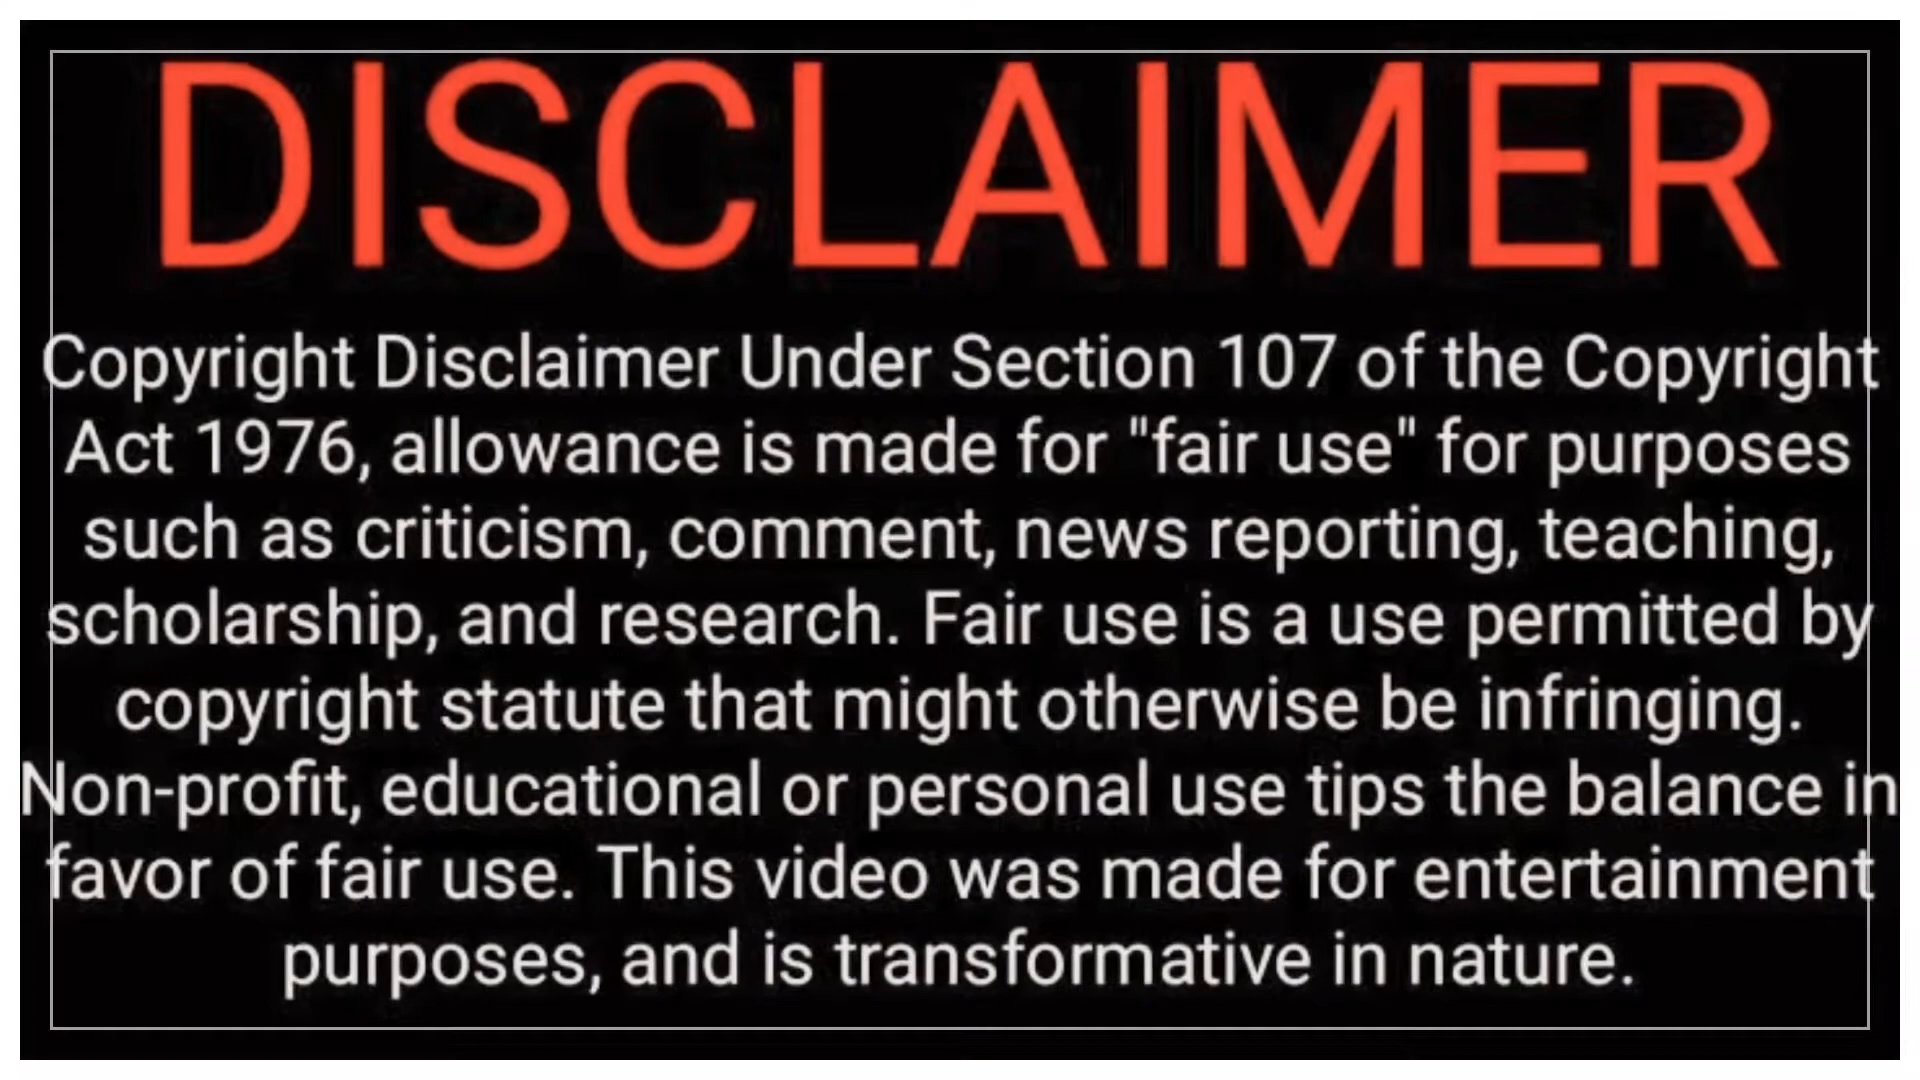 DISCLAIMER
Copyright Disclaimer Under Section 107 of the Copyright
Act 1976, allowance is made for "fair use" for purposes
such as criticism, comment, news reporting, teaching,
scholarship, and research. Fair use is a use permitted by
copyright statute that might otherwise be infringing.
Non-profit, educational or personal use tips the balance in
favor of fair use. This video was made for entertainment
purposes, and is transformative in nature.